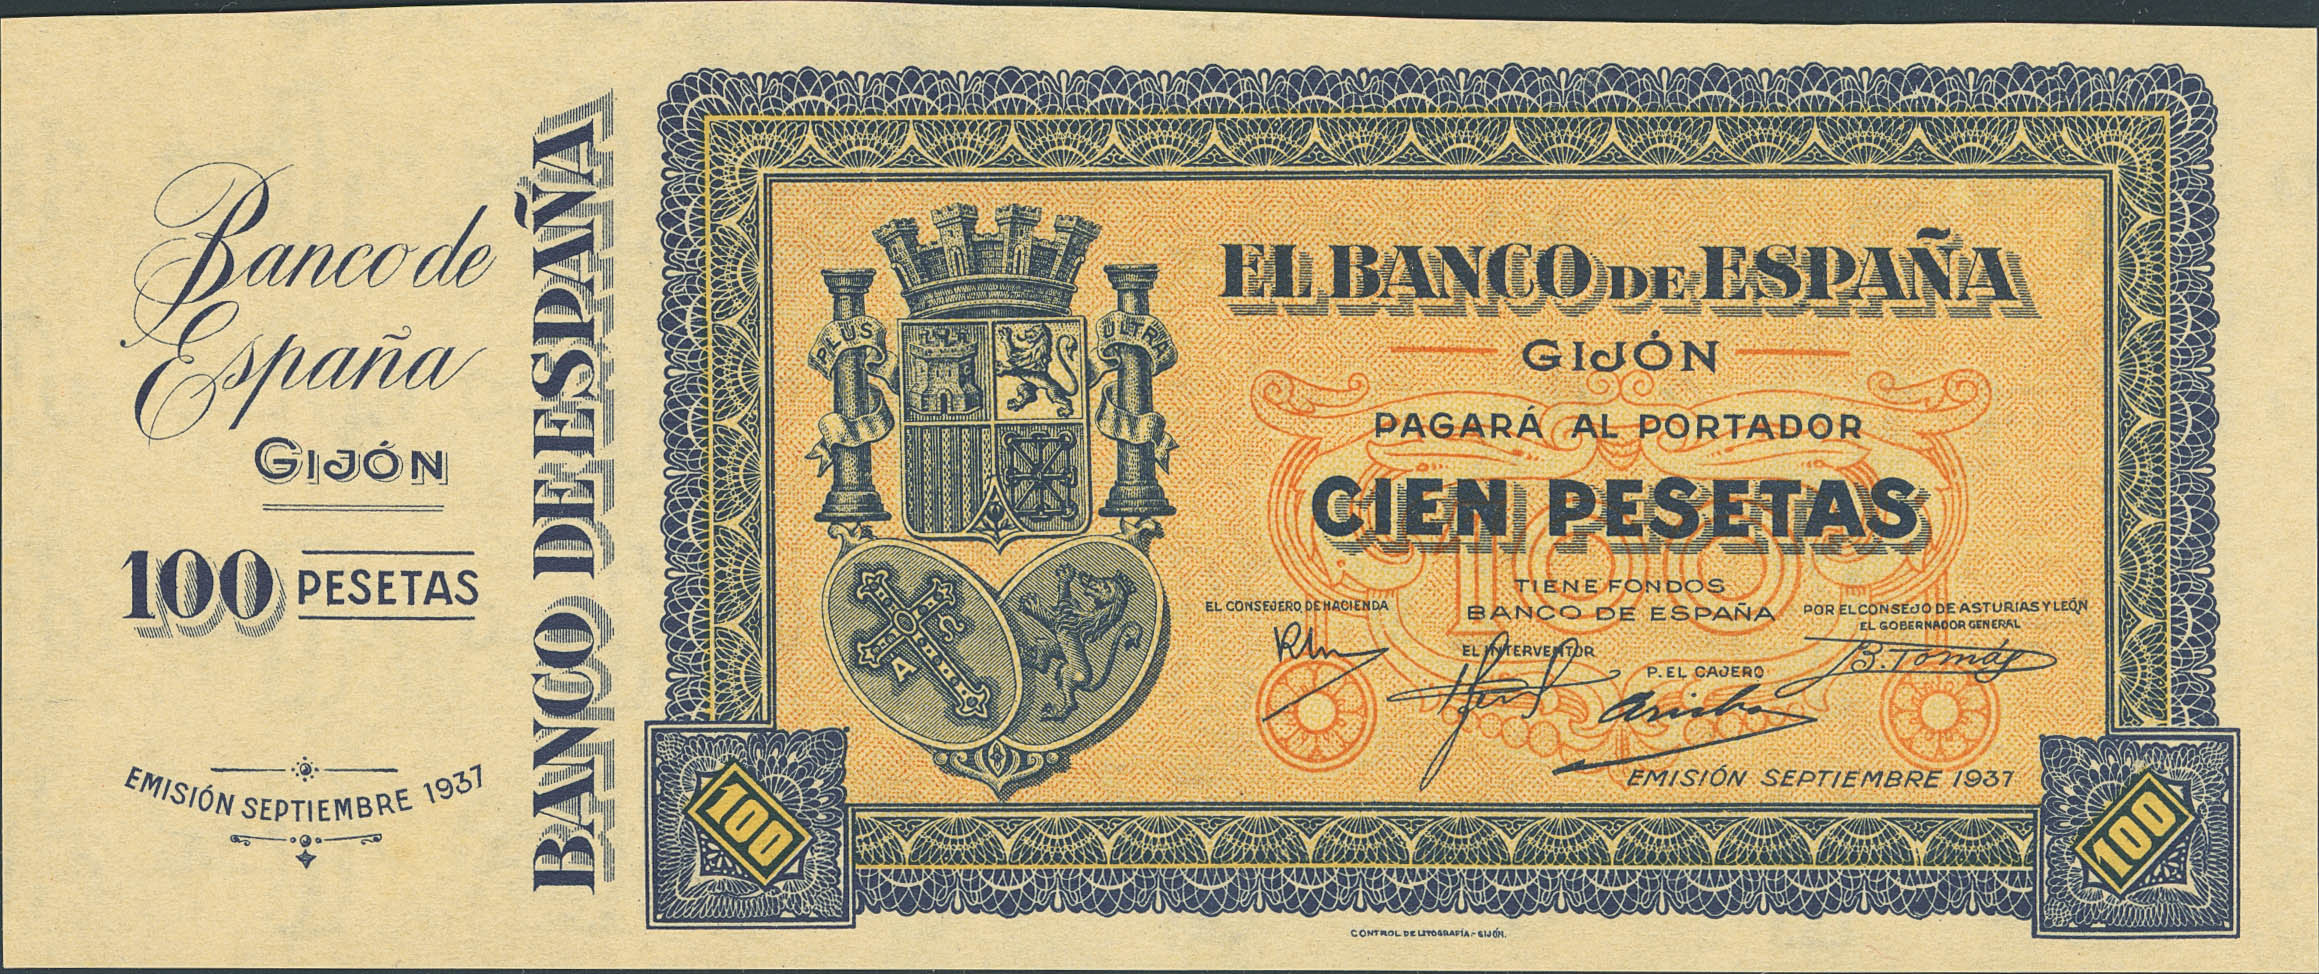 Banco de
España
GIJÓN
100 PESETAS
EMISIÓN SEPTIEMBRE 1937
BANCO DE ESPAÑA
PLUS
ULTRA
EL BANCO DE ESPAÑA
GIJÓN
PAGARÁ AL PORTADOR
CIEN PESETAS
100
TIENE FONDOS
BANCO DE ESPAÑA
EL CONSEJERO DE HACIENDA
POR EL CONSEJO DE ASTURIAS Y LEÓN
EL GOBERNADOR GENERAL
EL INTERVENTOR
P. EL CAJERO
B. Tomás
A
EMISIÓN SEPTIEMBRE 1937
100
100
CONTROL DE LITOGRAFÍA.- GIJÓN.